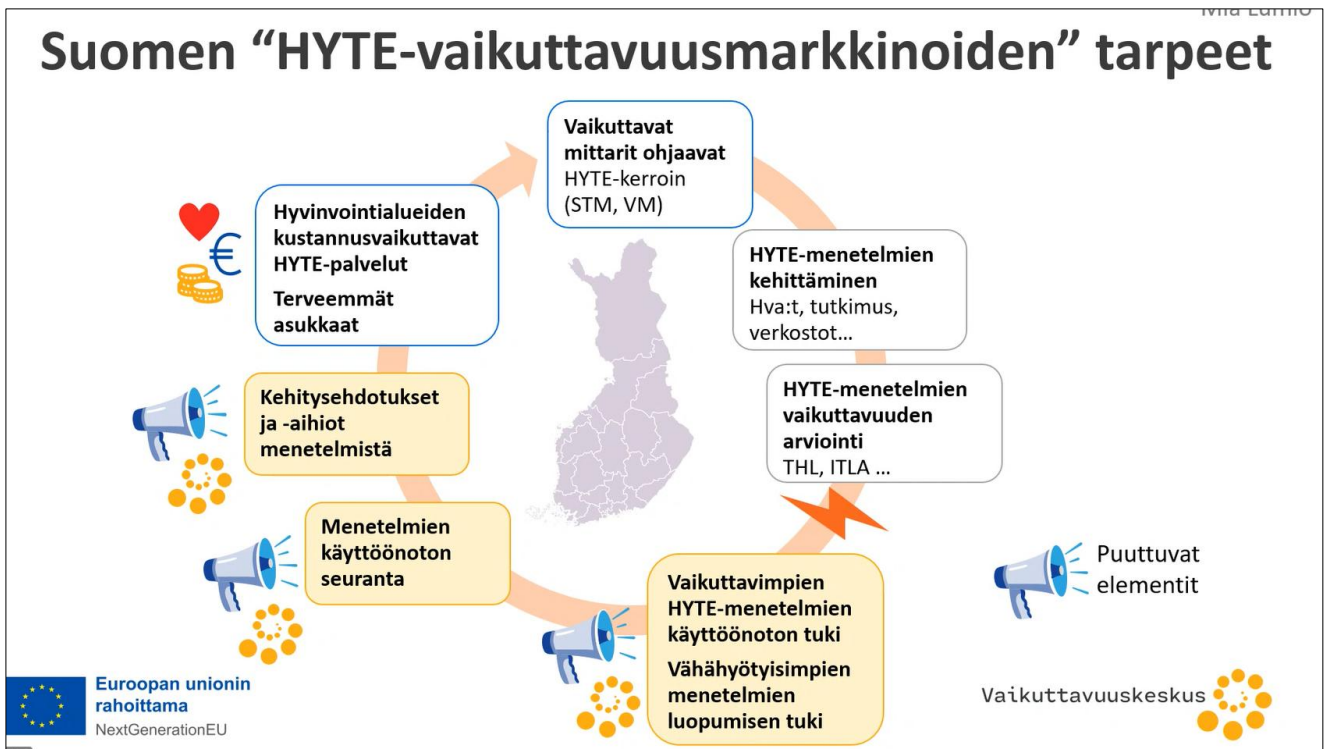 Mia Lumio
Suomen “HYTE-vaikuttavuusmarkkinoiden” tarpeet
Vaikuttavat
mittarit ohjaavat
HYTE-kerroin
(STM, VM)
HYTE-menetelmien
kehittäminen
Hva:t, tutkimus,
verkostot...
HYTE-menetelmien
vaikuttavuuden
arviointi
THL, ITLA ...
Vaikuttavimpien
HYTE-menetelmien
käyttöönoton tuki
Vähähyötyisimpien
menetelmien
luopumisen tuki
Menetelmien
käyttöönoton
seuranta
Kehitysehdotukset
ja -aihiot
menetelmistä
Hyvinvointialueiden
kustannusvaikuttavat
HYTE-palvelut
Terveemmät
asukkaat
€
Puuttuvat
elementit
Euroopan unionin
rahoittama
NextGenerationEU
Vaikuttavuuskeskus